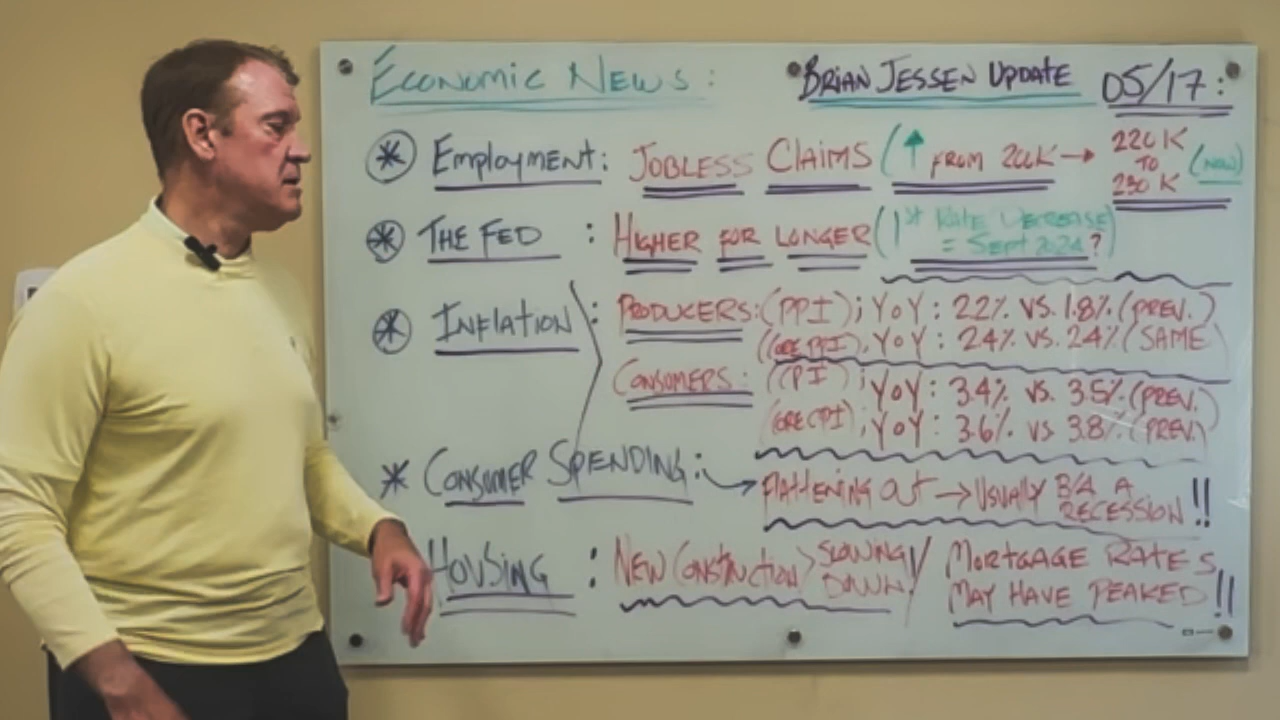 ECONOMIC NEWS: BRIAN JESSEN UPDATE 05/17:
* EMPLOYMENT: JOBLESS CLAIMS (↑ FROM 200K → 220K TO 230K (NOW)
* THE FED : HIGHER FOR LONGER (1st RATE DECREASE = SEPT 2024?)
* INFLATION : PRODUCERS: (PPI); YoY: 2.2% VS. 1.8% (PREV.)
(CORE PPI), YoY: 2.4% VS. 2.4% (SAME
CONSUMERS: (CPI); YoY: 3.4% VS. 3.5% (PREV.)
(CORE CPI); YoY: 3.6% VS 3.8% (PREV.)
* CONSUMER SPENDING: → FLATTENING OUT → USUALLY B/4 A RECESSION!!
HOUSING : NEW CONSTRUCTION > SLOWING DOWN! / MORTGAGE RATES MAY HAVE PEAKED!!